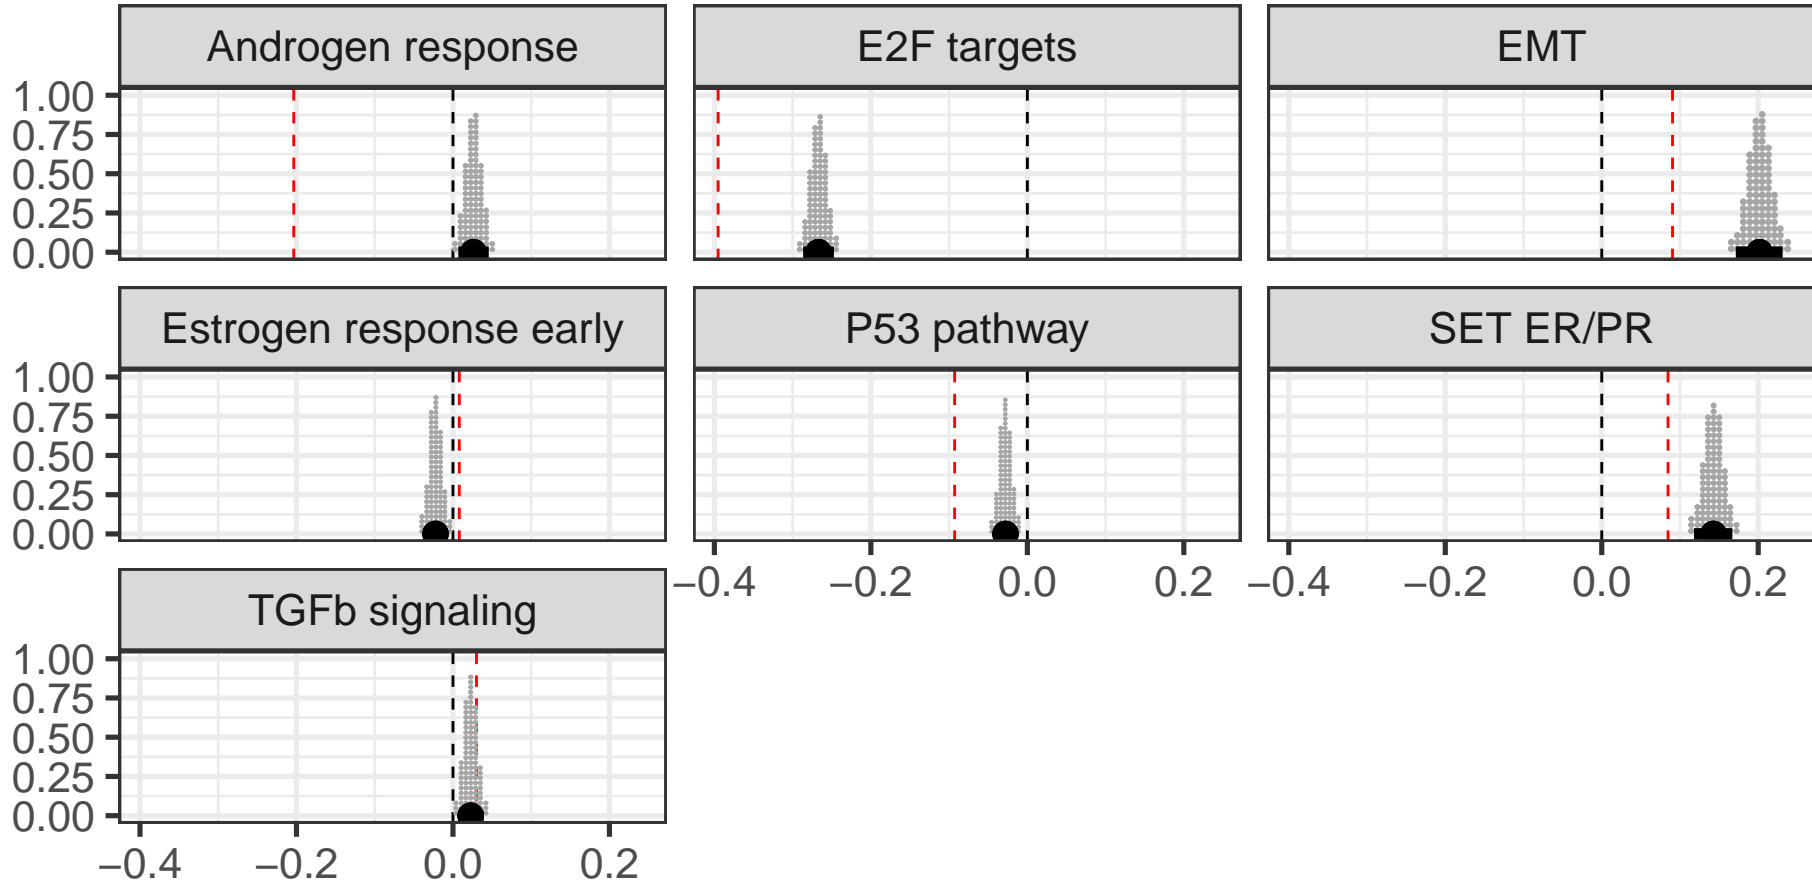 Androgen response
E2F targets
EMT
1.00
0.75
0.50
0.25
0.00
Estrogen response early
P53 pathway
SET ER/PR
1.00
0.75
0.50
0.25
0.00
−0.4 −0.2 0.0 0.2
−0.4 −0.2 0.0 0.2
TGFb signaling
1.00
0.75
0.50
0.25
0.00
−0.4 −0.2 0.0 0.2